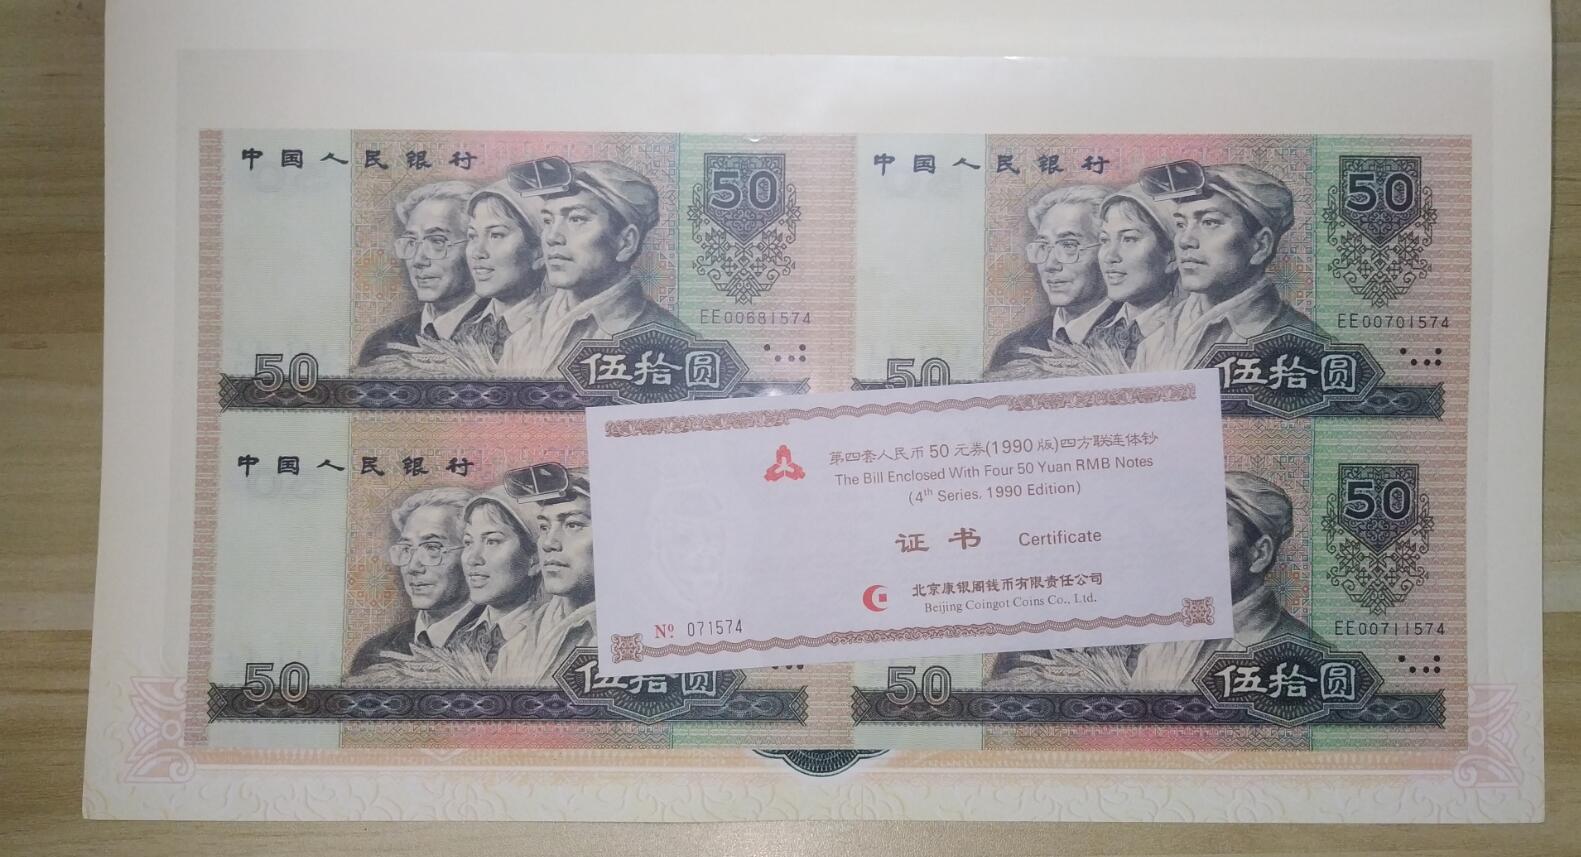 中国人民银行
50
EE00681574
50
伍拾圆
中国人民银行
50
EE00701574
50
伍拾圆
第四套人民币50元券(1990版)四方联连体钞
The Bill Enclosed With Four 50 Yuan RMB Notes
(4th Series, 1990 Edition)
证书 Certificate
北京康银阁钱币有限责任公司
Beijing Coingot Coins Co., Ltd.
Nº 071574
中国人民银行
50
伍拾圆
50
EE00711574
50
伍拾圆